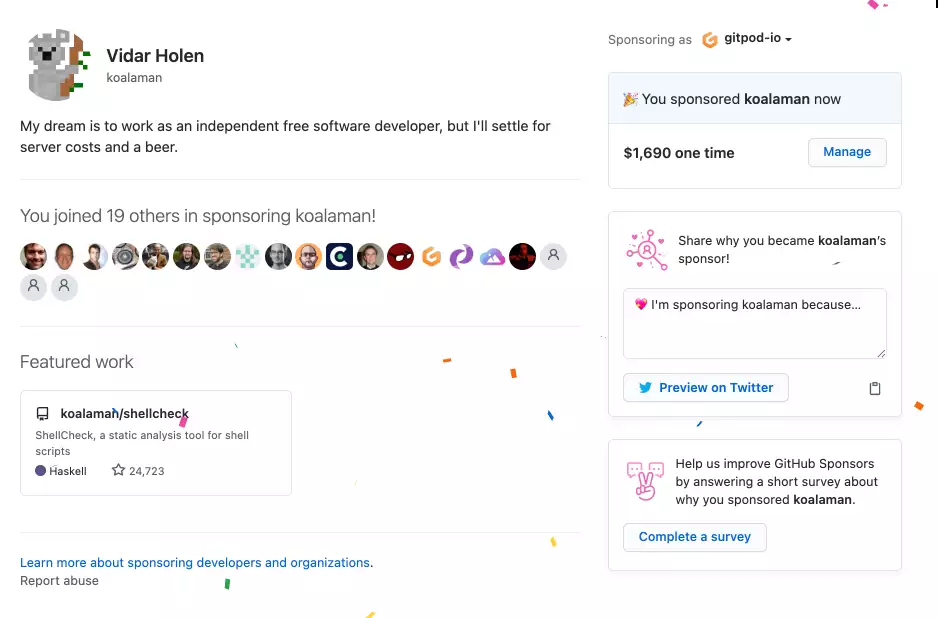 Vidar Holen
koalaman
My dream is to work as an independent free software developer, but I'll settle for
server costs and a beer.
You joined 19 others in sponsoring koalaman!
Featured work
koalaman/shellcheck
ShellCheck, a static analysis tool for shell
scripts
Haskell 24,723
Learn more about sponsoring developers and organizations.
Report abuse
Sponsoring as gitpod-io
You sponsored koalaman now
$1,690 one time Manage
Share why you became koalaman's
sponsor!
💖 I'm sponsoring koalaman because...
Preview on Twitter
Help us improve GitHub Sponsors
by answering a short survey about
why you sponsored koalaman.
Complete a survey